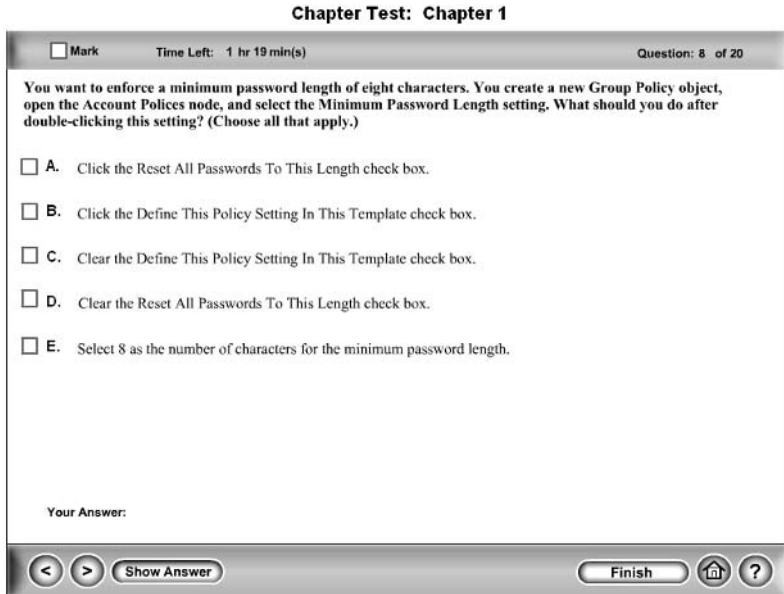 Chapter Test: Chapter 1
Mark
Time Left: 1 hr 19 min(s)
Question: 8 of 20
You want to enforce a minimum password length of eight characters. You create a new Group Policy object,
open the Account Polices node, and select the Minimum Password Length setting. What should you do after
double-clicking this setting? (Choose all that apply.)
A. Click the Reset All Passwords To This Length check box.
B. Click the Define This Policy Setting In This Template check box.
C. Clear the Define This Policy Setting In This Template check box.
D. Clear the Reset All Passwords To This Length check box.
E. Select 8 as the number of characters for the minimum password length.
Your Answer:
< > Show Answer Finish ?